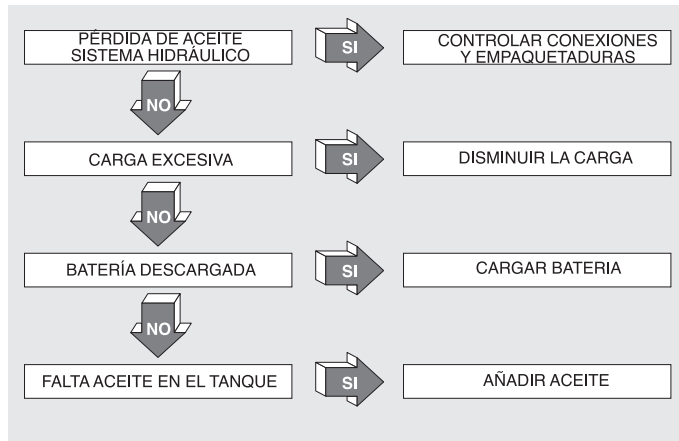 PÉRDIDA DE ACEITE
SISTEMA HIDRÁULICO
SI
CONTROLAR CONEXIONES
Y EMPAQUETADURAS
NO
CARGA EXCESIVA
SI
DISMINUIR LA CARGA
NO
BATERÍA DESCARGADA
SI
CARGAR BATERIA
NO
FALTA ACEITE EN EL TANQUE
SI
AÑADIR ACEITE